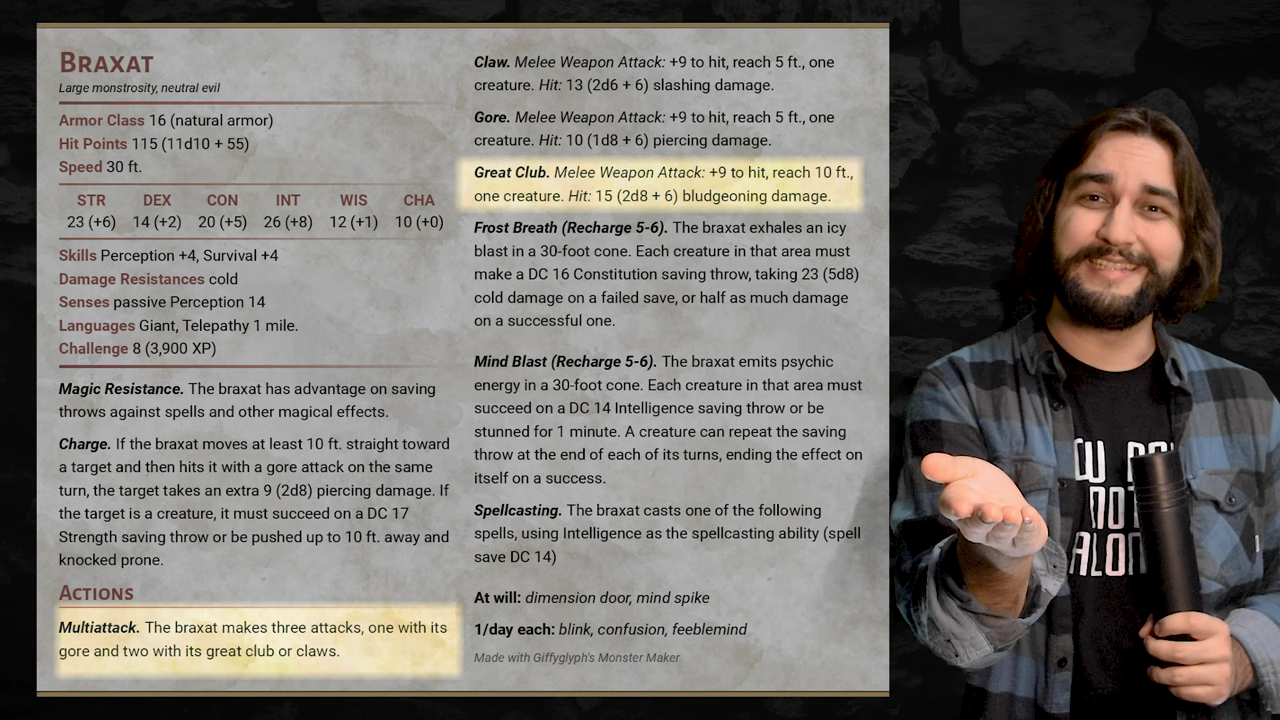 BRAXAT
Large monstrosity, neutral evil
Armor Class 16 (natural armor)
Hit Points 115 (11d10 + 55)
Speed 30 ft.
STR DEX CON INT WIS CHA
23 (+6) 14 (+2) 20 (+5) 26 (+8) 12 (+1) 10 (+0)
Skills Perception +4, Survival +4
Damage Resistances cold
Senses passive Perception 14
Languages Giant, Telepathy 1 mile.
Challenge 8 (3,900 XP)
Magic Resistance. The braxat has advantage on saving
throws against spells and other magical effects.
Charge. If the braxat moves at least 10 ft. straight toward
a target and then hits it with a gore attack on the same
turn, the target takes an extra 9 (2d8) piercing damage. If
the target is a creature, it must succeed on a DC 17
Strength saving throw or be pushed up to 10 ft. away and
knocked prone.
ACTIONS
Multiattack. The braxat makes three attacks, one with its
gore and two with its great club or claws.
Claw. Melee Weapon Attack: +9 to hit, reach 5 ft., one
creature. Hit: 13 (2d6 + 6) slashing damage.
Gore. Melee Weapon Attack: +9 to hit, reach 5 ft., one
creature. Hit: 10 (1d8 + 6) piercing damage.
Great Club. Melee Weapon Attack: +9 to hit, reach 10 ft.,
one creature. Hit: 15 (2d8 + 6) bludgeoning damage.
Frost Breath (Recharge 5-6). The braxat exhales an icy
blast in a 30-foot cone. Each creature in that area must
make a DC 16 Constitution saving throw, taking 23 (5d8)
cold damage on a failed save, or half as much damage
on a successful one.
Mind Blast (Recharge 5-6). The braxat emits psychic
energy in a 30-foot cone. Each creature in that area must
succeed on a DC 14 Intelligence saving throw or be
stunned for 1 minute. A creature can repeat the saving
throw at the end of each of its turns, ending the effect on
itself on a success.
Spellcasting. The braxat casts one of the following
spells, using Intelligence as the spellcasting ability (spell
save DC 14)
At will: dimension door, mind spike
1/day each: blink, confusion, feeblemind
Made with Giffyglyph's Monster Maker
NOT